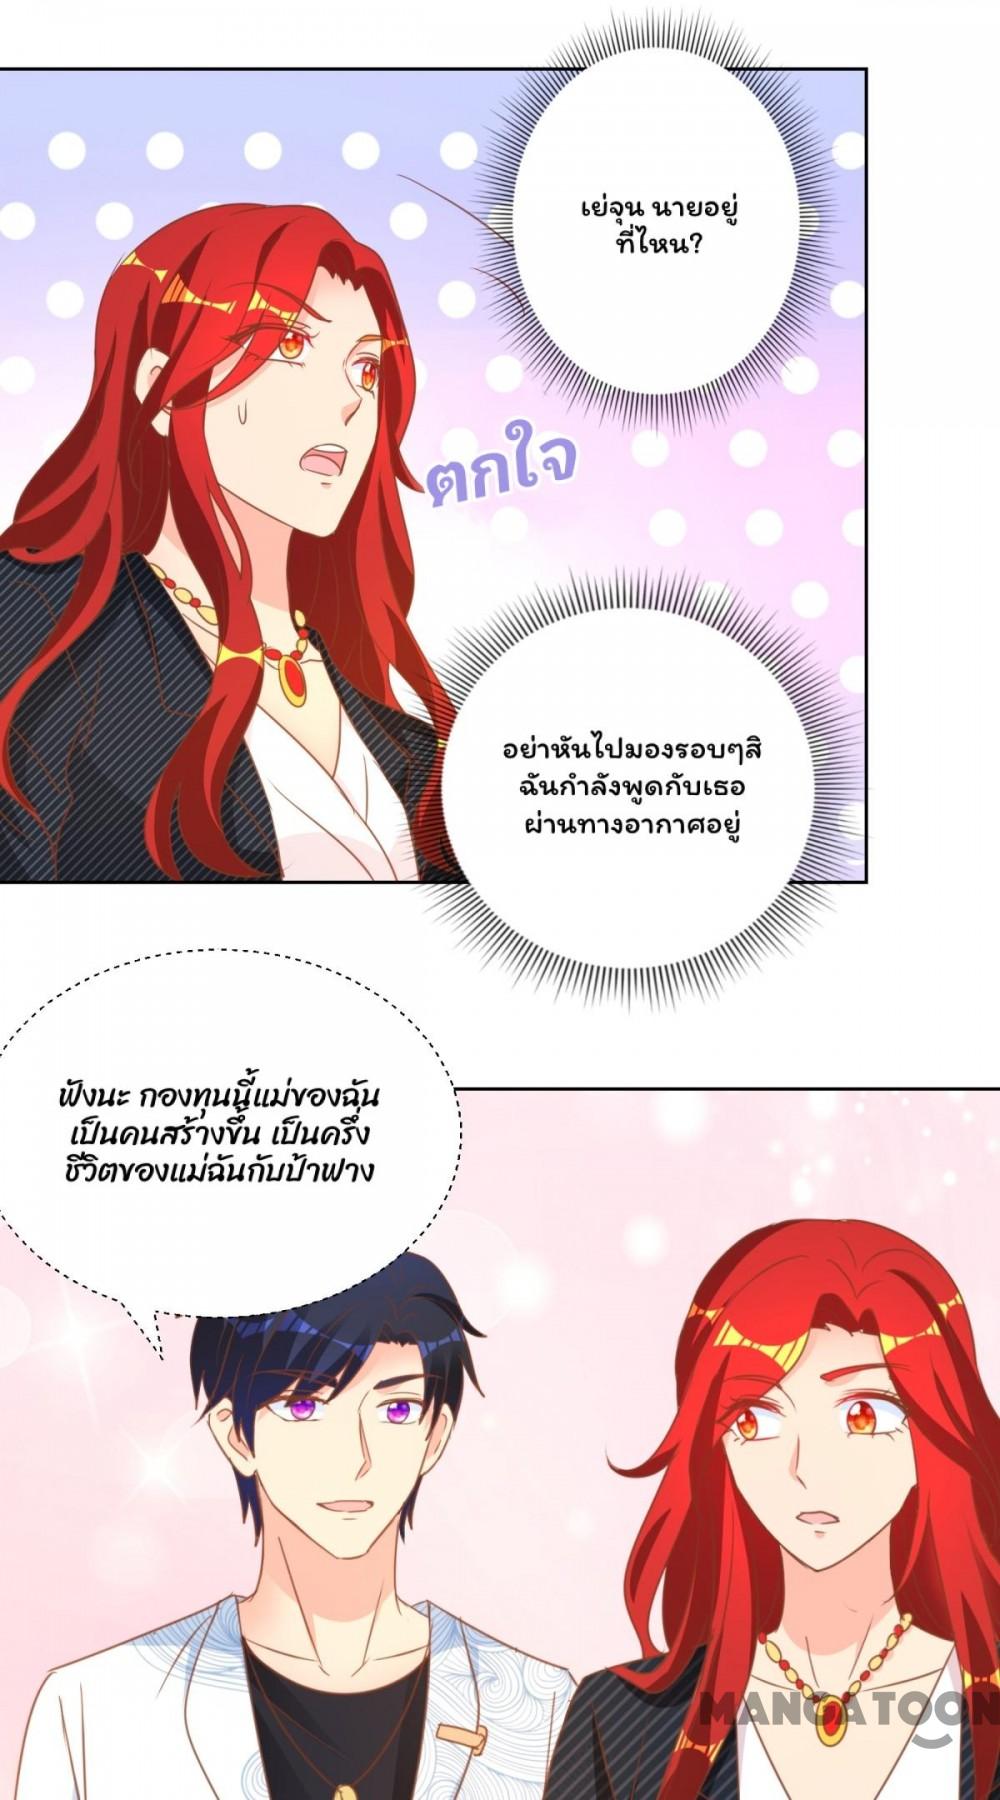 เย่จุน นายอยู่
ที่ไหน?
ตกใจ
อย่าหันไปมองรอบๆสิ
ฉันกำลังพูดกับเธอ
ผ่านทางอากาศอยู่
ฟังนะ กองทุนนี้แม่ของฉัน
เป็นคนสร้างขึ้น เป็นครึ่ง
ชีวิตของแม่ฉันกับป้าฟาง
MANGATOON